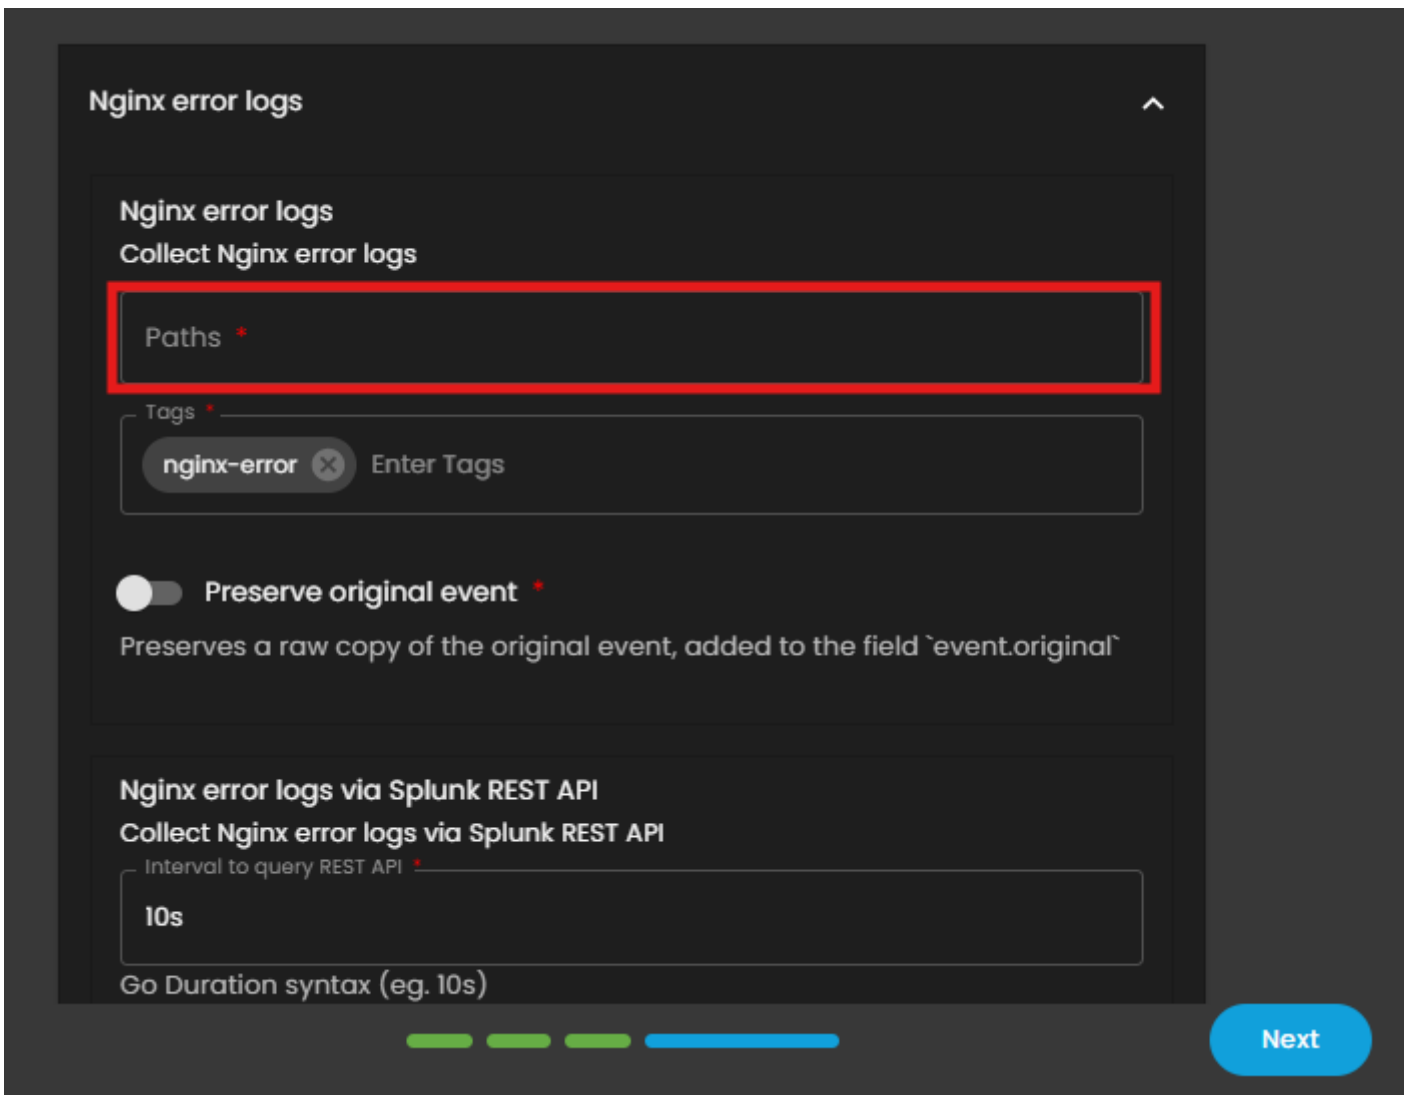 Nginx error logs
Nginx error logs
Collect Nginx error logs
Paths *
Tags *
nginx-error Enter Tags
Preserve original event *
Preserves a raw copy of the original event, added to the field `event.original`
Nginx error logs via Splunk REST API
Collect Nginx error logs via Splunk REST API
Interval to query REST API *
10s
Go Duration syntax (eg. 10s)
Next